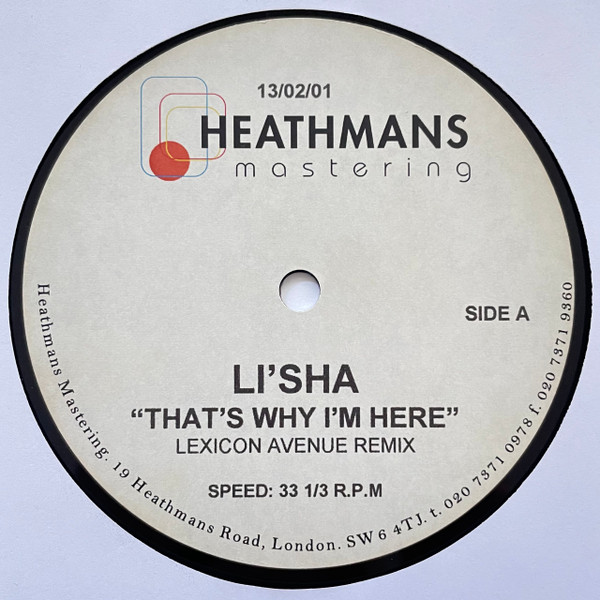 13/02/01
HEATHMANS
mastering
SIDE A
LI'SHA
“THAT'S WHY I'M HERE”
LEXICON AVENUE REMIX
SPEED: 33 1/3 R.P.M
Heathmans Mastering. 19 Heathmans Road, London. SW6 4TJ. t. 020 7371 0978 f. 020 7371 9360